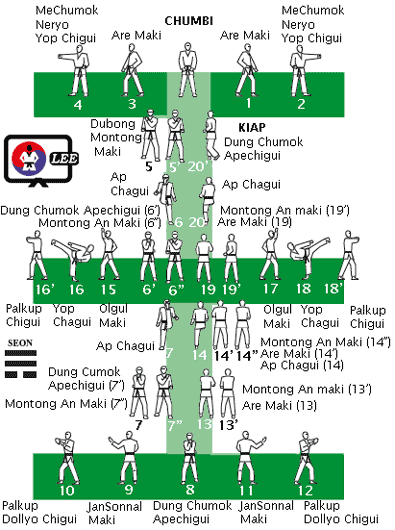 CHUMBI
MeChumok
Neryo
Yop Chigui
Are Maki
Are Maki
MeChumok
Neryo
Yop Chigui
4
3
1
2
KIAP
Dubong
Montong
Maki
Dung Chumok
Apechigui
5
5'
20'
LEE
Ap
Chagui
Ap Chagui
Dung Chumok Apechigui (6')
Montong An Maki (6")
6
20
Montong An maki (19')
Are Maki (19)
16'
16
15
6'
6"
19
19'
17
18
18'
Palkup
Chigui
Yop
Chagui
Olgul
Maki
Olgul
Maki
Yop
Chagui
Palkup
Chigui
SEON
Ap Chagui
7
14
14'
14"
Montong An Maki (14")
Are Maki (14')
Ap Chagui (14)
Dung Cumok
Apechigui (7')
Montong An Maki (7")
7
7"
13
13'
Montong An maki (13')
Are Maki (13)
10
9
8
11
12
Palkup
Dollyo Chigui
JanSonnal
Maki
Dung Chumok
Apechigui
JanSonnal
Maki
Palkup
Dollyo Chigui